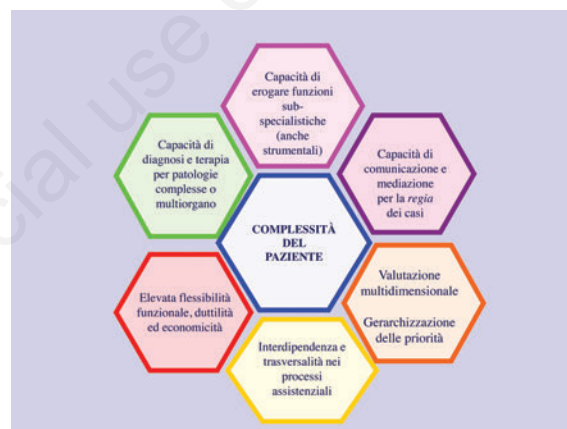 Capacità di
erogare funzioni
sub-
specialistiche
(anche
strumentali)
Capacità di
diagnosi e terapia
per patologie
complesse o
multiorgano
Capacità di
comunicazione e
mediazione
per la regia
dei casi
COMPLESSITÀ
DEL
PAZIENTE
Elevata flessibilità
funzionale, duttilità
ed economicità
Valutazione
multidimensionale
Gerarchizzazione
delle priorità
Interdipendenza e
trasversalità nei
processi
assistenziali
use